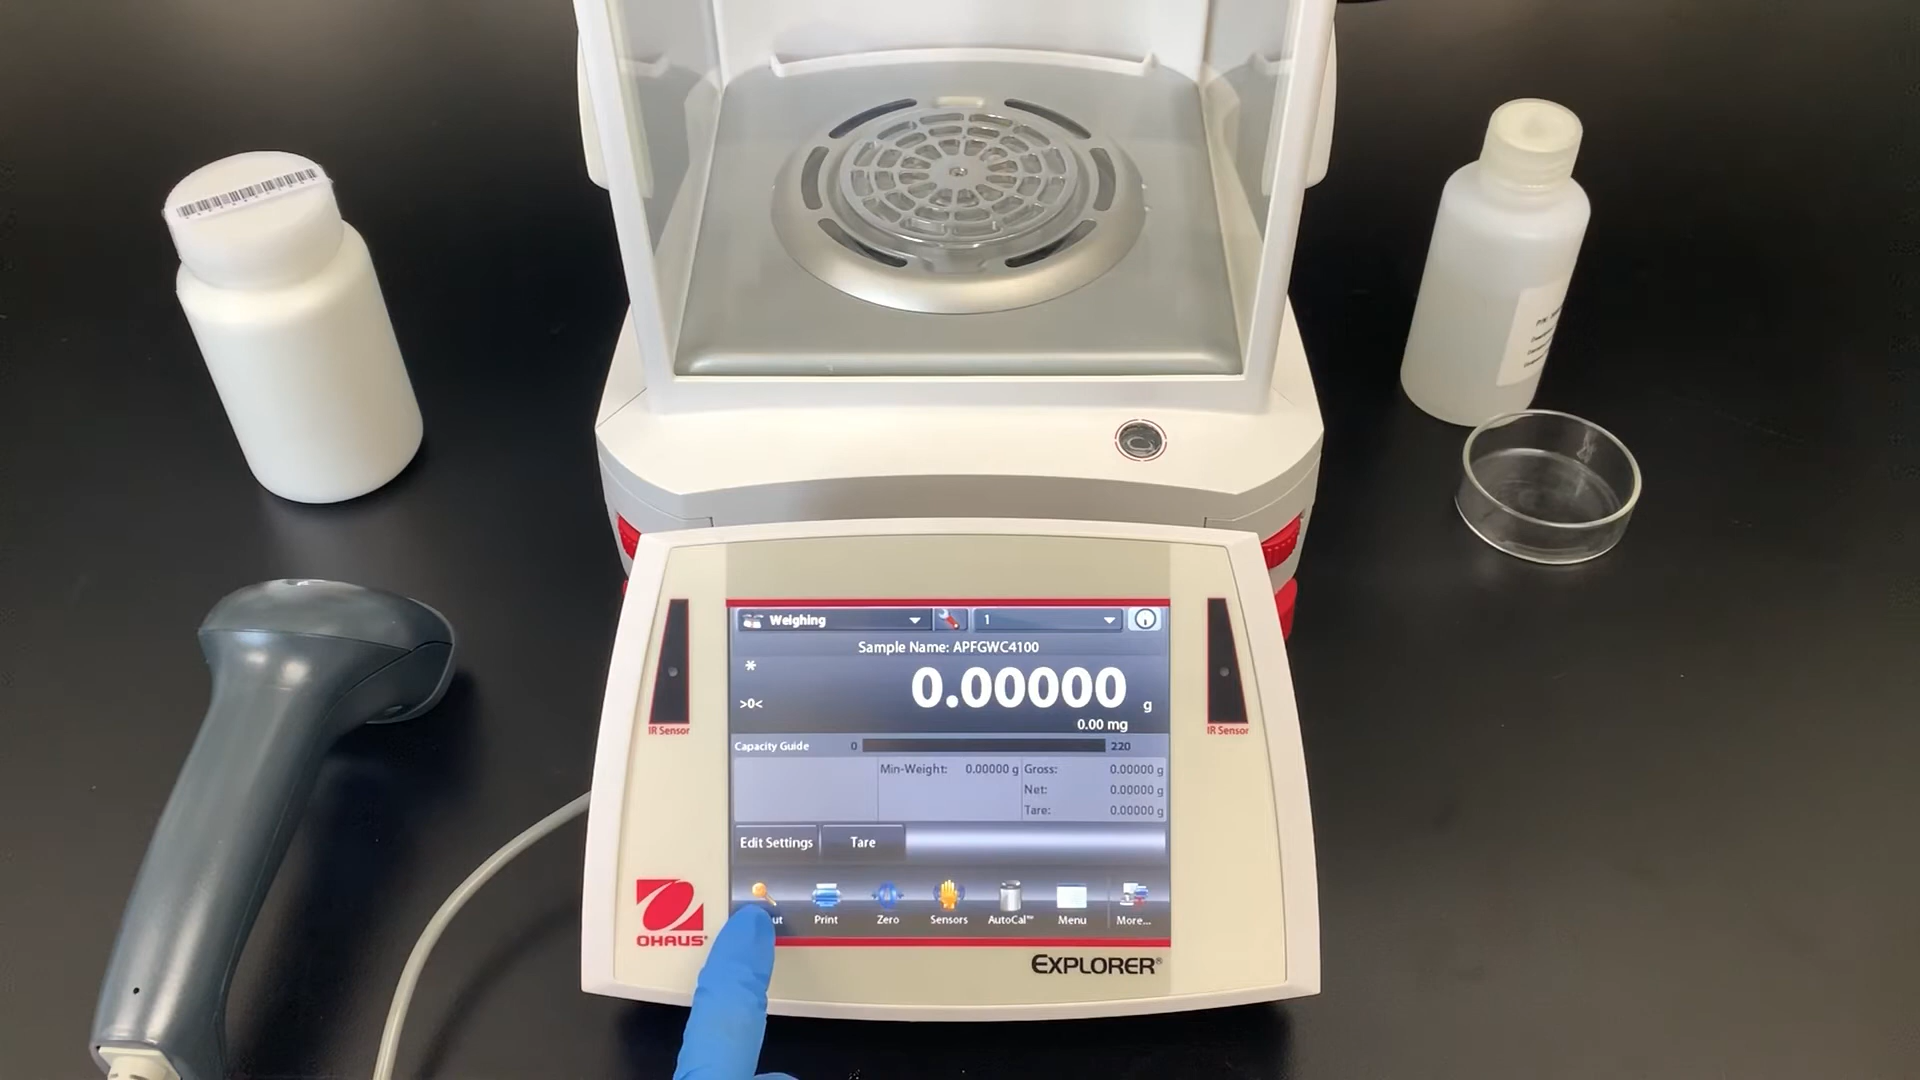 Weighing
1
Sample Name: APFGWC4100
*
0.00000 g
>0<
0.00 mg
Capacity Guide 0 220
Min-Weight: 0.00000 g
Gross: 0.00000 g
Net: 0.00000 g
Tare: 0.00000 g
Edit Settings
Tare
Print
Zero
Sensors
AutoCal™
Menu
More...
IR Sensor
IR Sensor
OHAUS®
EXPLORER®